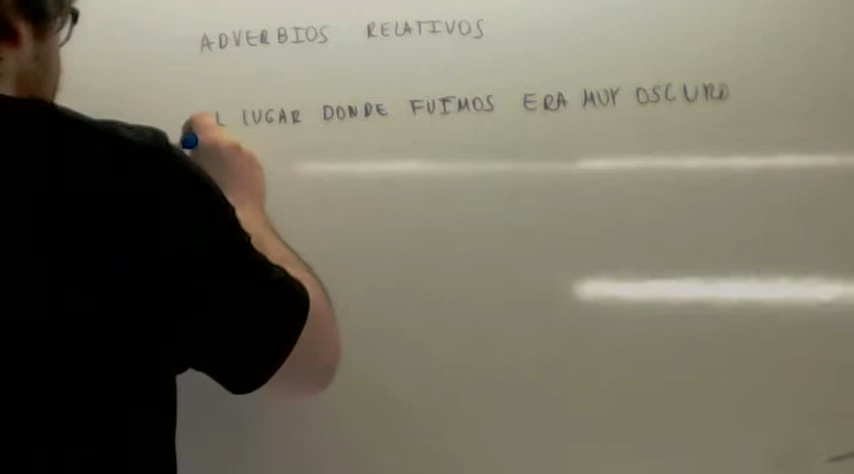 ADVERBIOS RELATIVOS
L LUGAR DONDE FUIMOS ERA MUY OSCURO